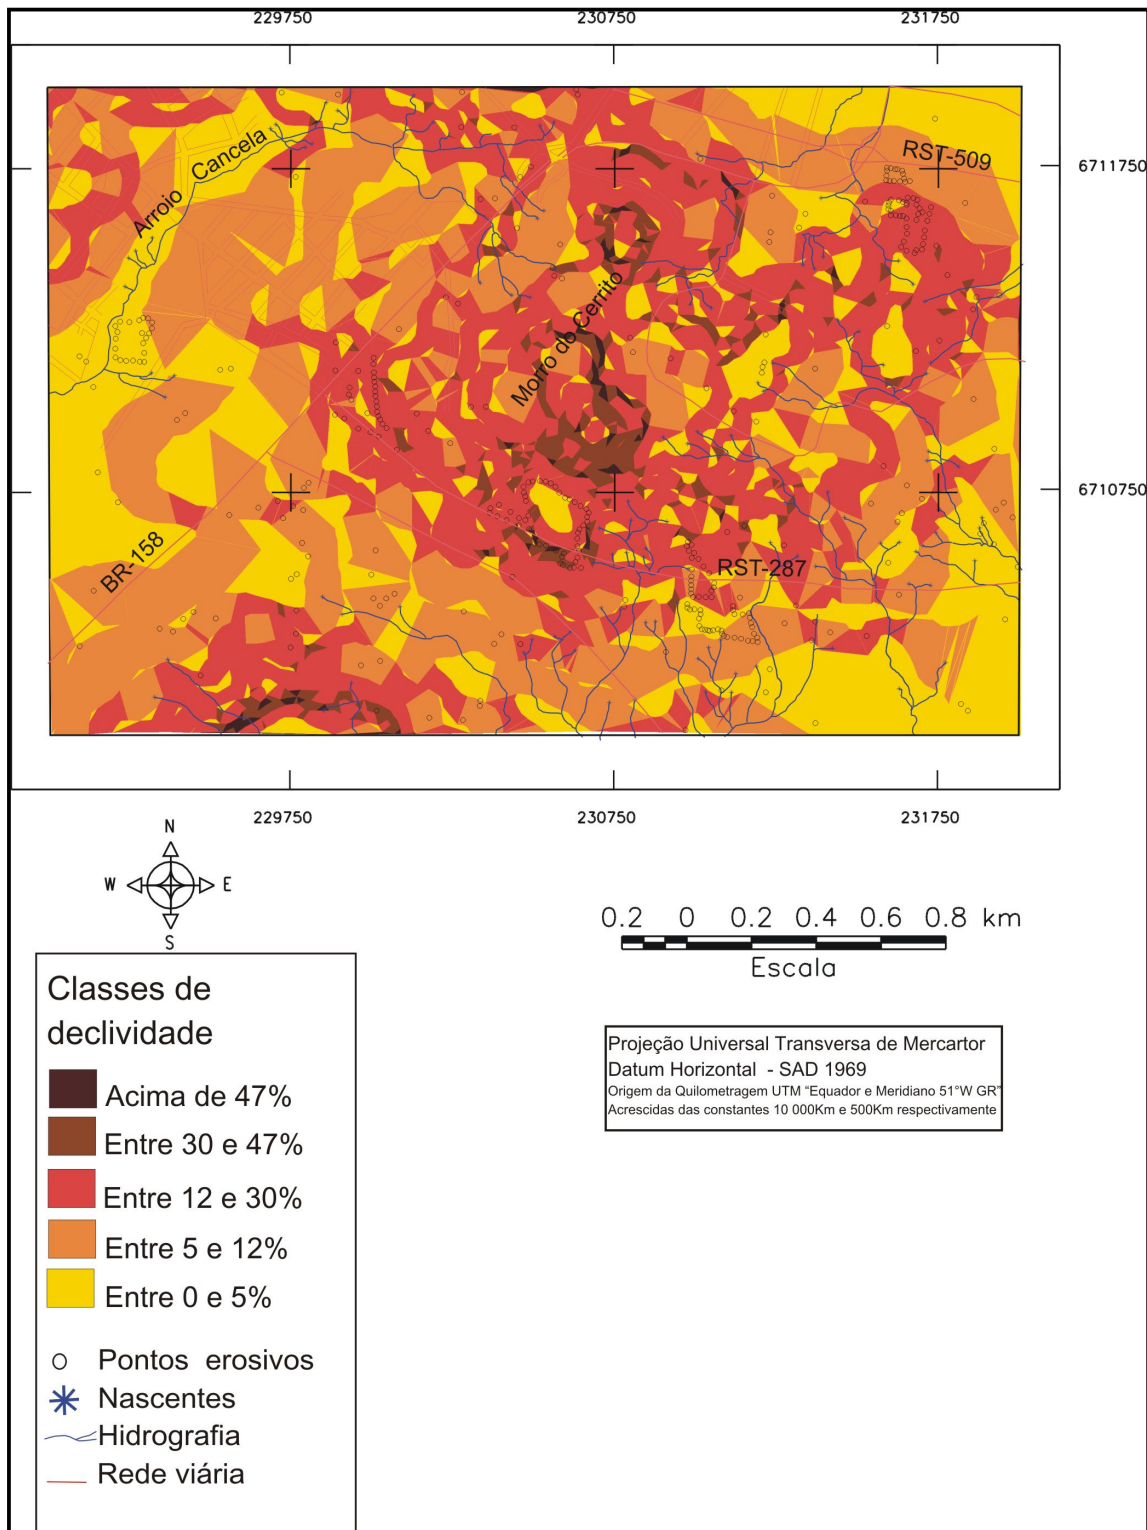 229750 230750 231750
6711750
RST-509
Arroio Cancela
Morro do Cerrito
6710750
BR-158
RST-287
229750 230750 231750
N
W E
S
0.2 0 0.2 0.4 0.6 0.8 km
Escala
Classes de
declividade
Acima de 47%
Entre 30 e 47%
Entre 12 e 30%
Entre 5 e 12%
Entre 0 e 5%
Pontos erosivos
Nascentes
Hidrografia
Rede viária
Projeção Universal Transversa de Mercartor
Datum Horizontal - SAD 1969
Origem da Quilometragem UTM “Equador e Meridiano 51°W GR”
Acrescidas das constantes 10 000Km e 500Km respectivamente